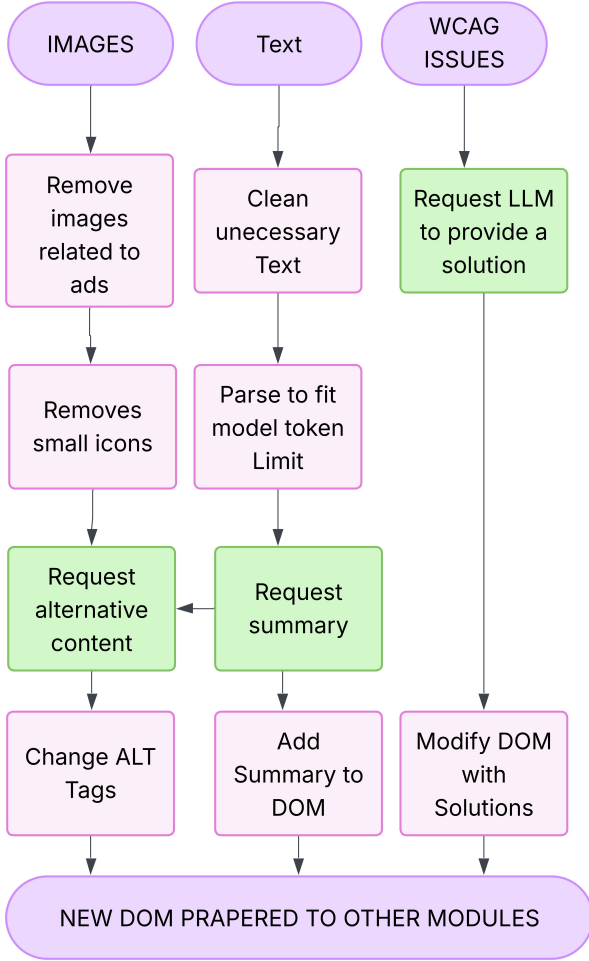 IMAGES
Text
WCAG
ISSUES
Remove
images
related to
ads
Clean
unecessary
Text
Request LLM
to provide a
solution
Removes
small icons
Parse to fit
model token
Limit
Request
alternative
content
Request
summary
Change ALT
Tags
Add
Summary to
DOM
Modify DOM
with
Solutions
NEW DOM PRAPERED TO OTHER MODULES